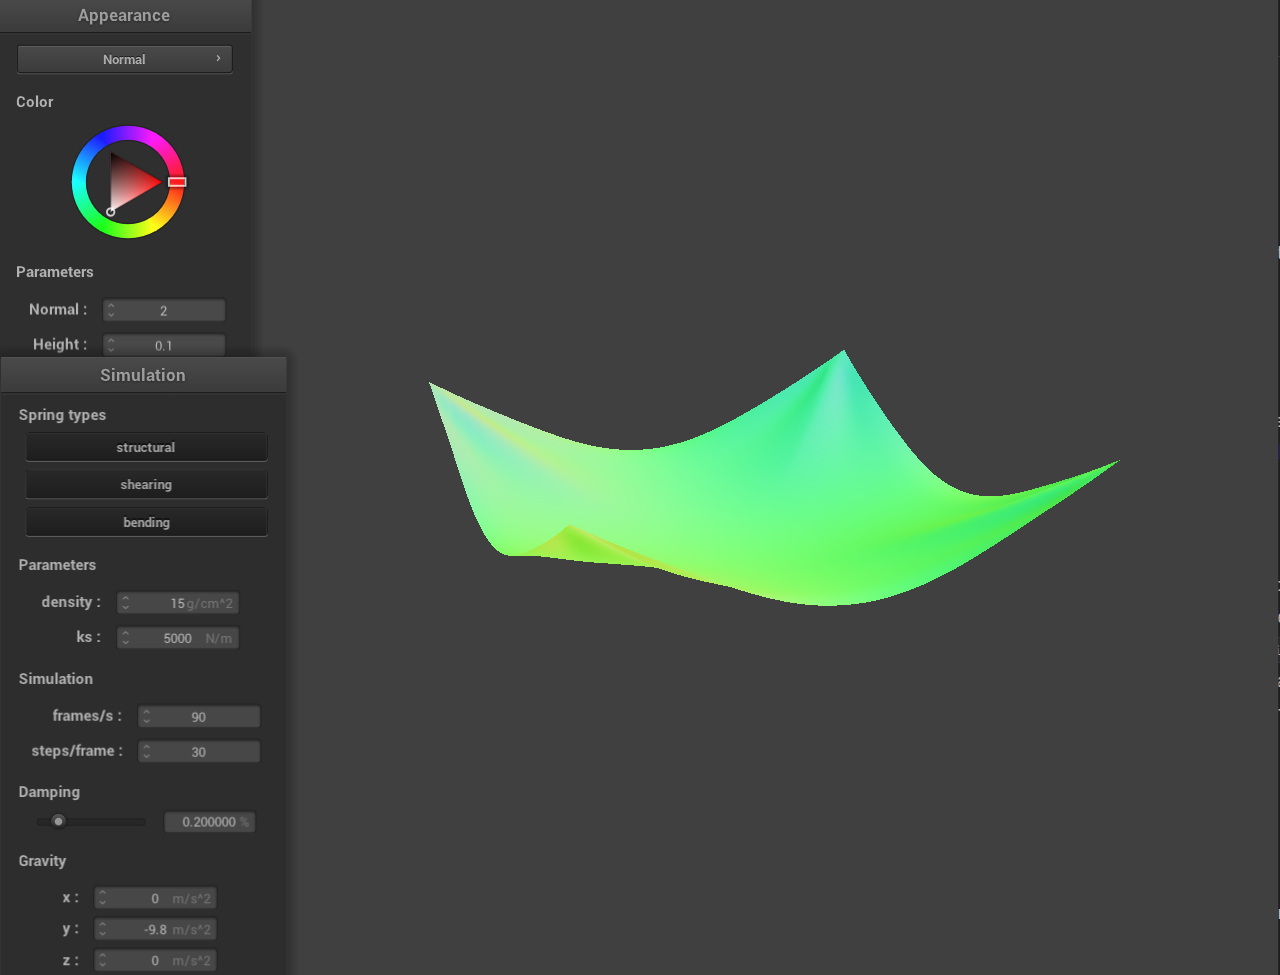 Appearance
Normal
Color
Parameters
Normal : 2
Height : 0.1
Simulation
Spring types
structural
shearing
bending
Parameters
density : 15 g/cm^2
ks : 5000 N/m
Simulation
frames/s : 90
steps/frame : 30
Damping
0.200000 %
Gravity
x : 0 m/s^2
y : -9.8 m/s^2
z : 0 m/s^2